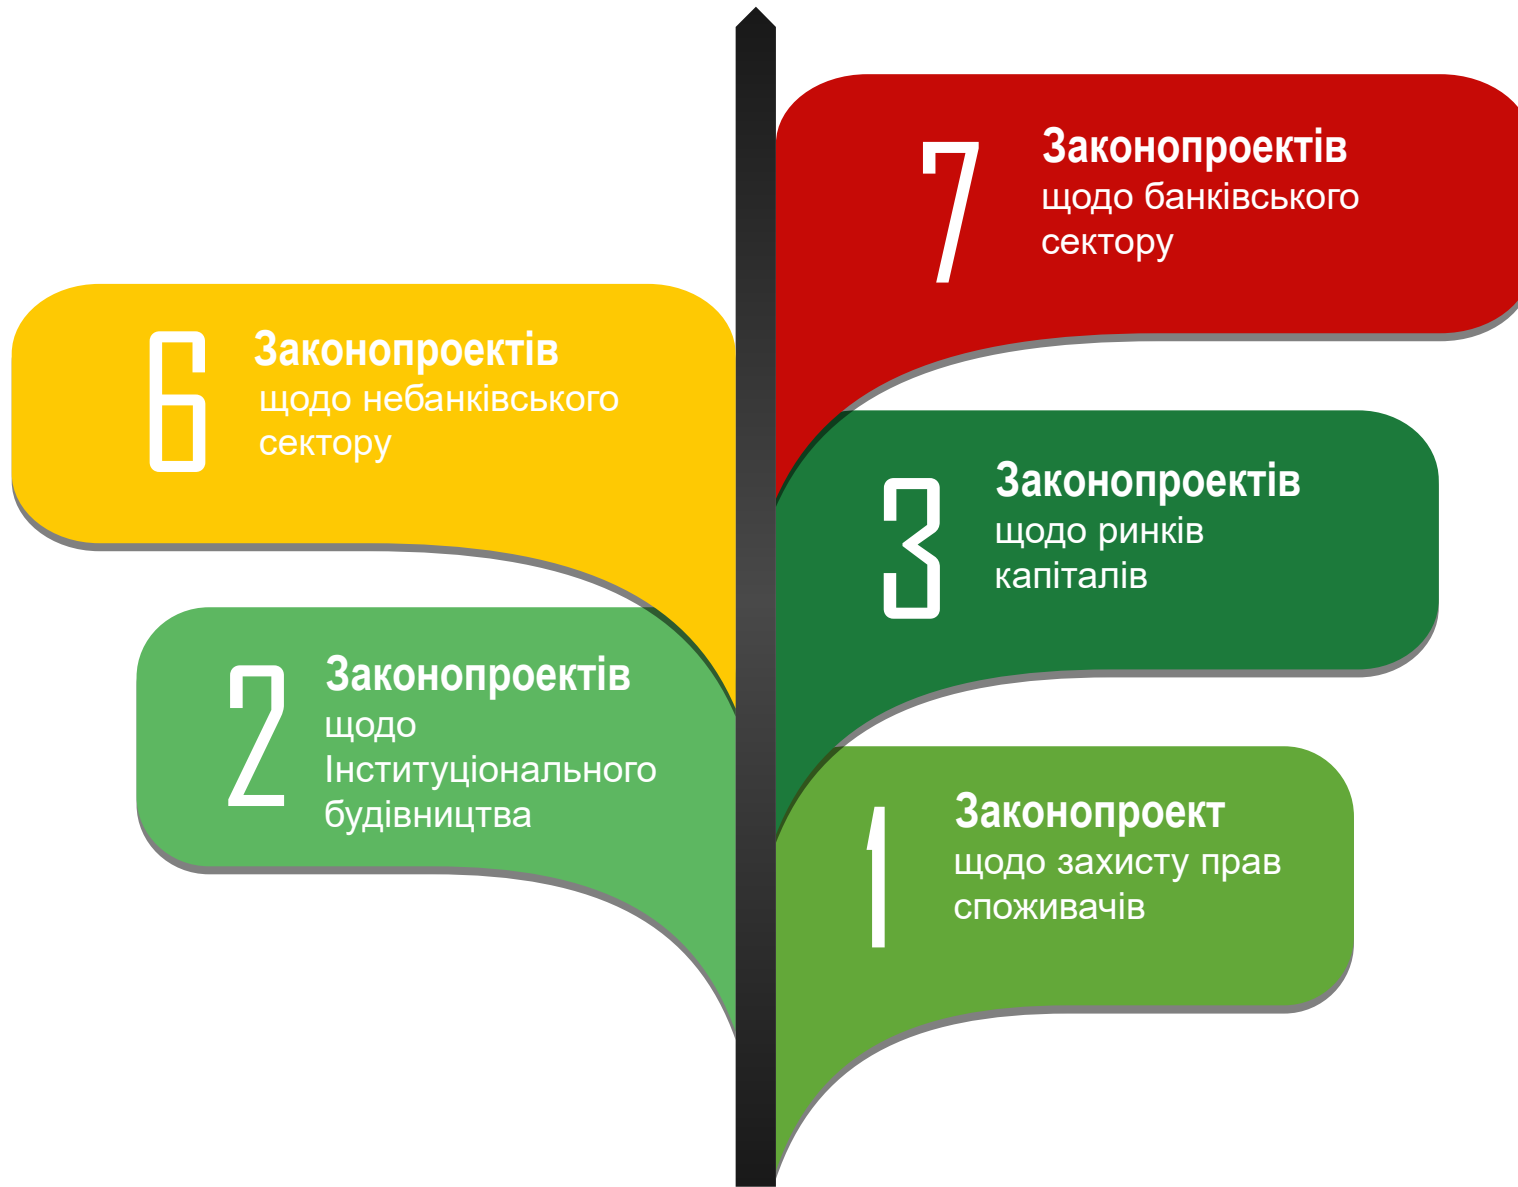 7
Законопроектів
щодо банківського
сектору
6
Законопроектів
щодо небанківського
сектору
3
Законопроектів
щодо ринків
капіталів
2
Законопроектів
щодо
Інституціонального
будівництва
1
Законопроект
щодо захисту прав
споживачів